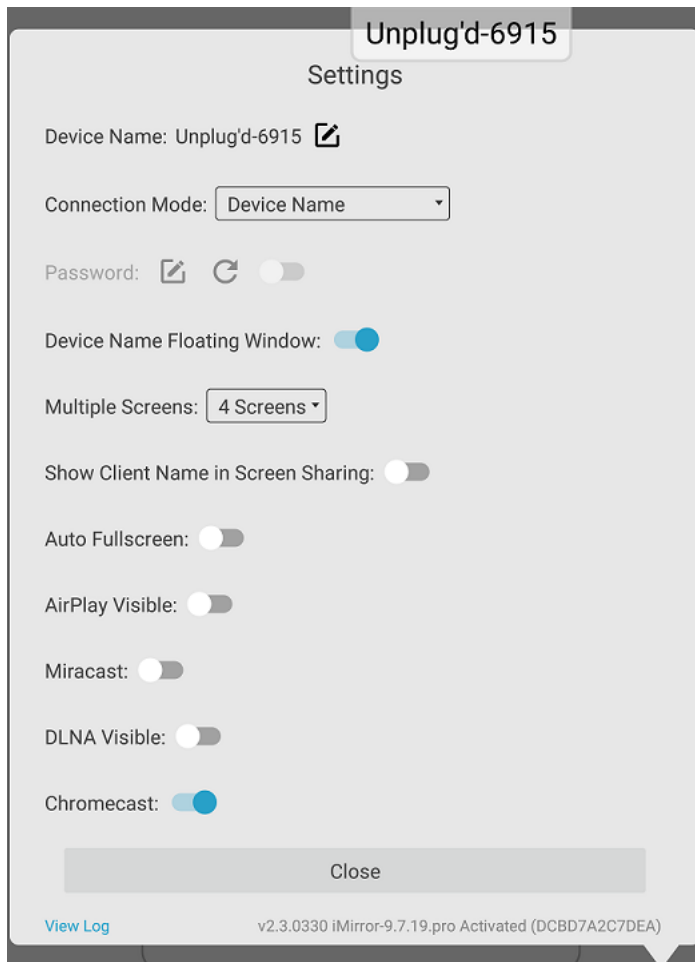 Unplug'd-6915
Settings
Device Name: Unplug'd-6915
Connection Mode: Device Name
Password:
Device Name Floating Window:
Multiple Screens: 4 Screens
Show Client Name in Screen Sharing:
Auto Fullscreen:
AirPlay Visible:
Miracast:
DLNA Visible:
Chromecast:
Close
View Log v2.3.0330 iMirror-9.7.19.pro Activated (DCBD7A2C7DEA)